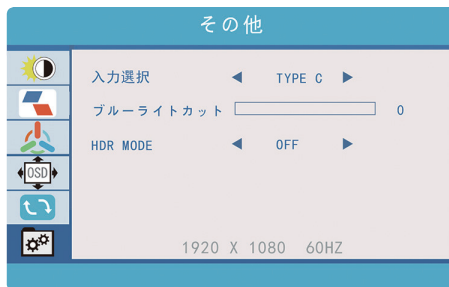 その他
入力選択 ◀ TYPE C ▶
ブルーライトカット 0
HDR MODE ◀ OFF ▶
OSD
1920 X 1080 60HZ